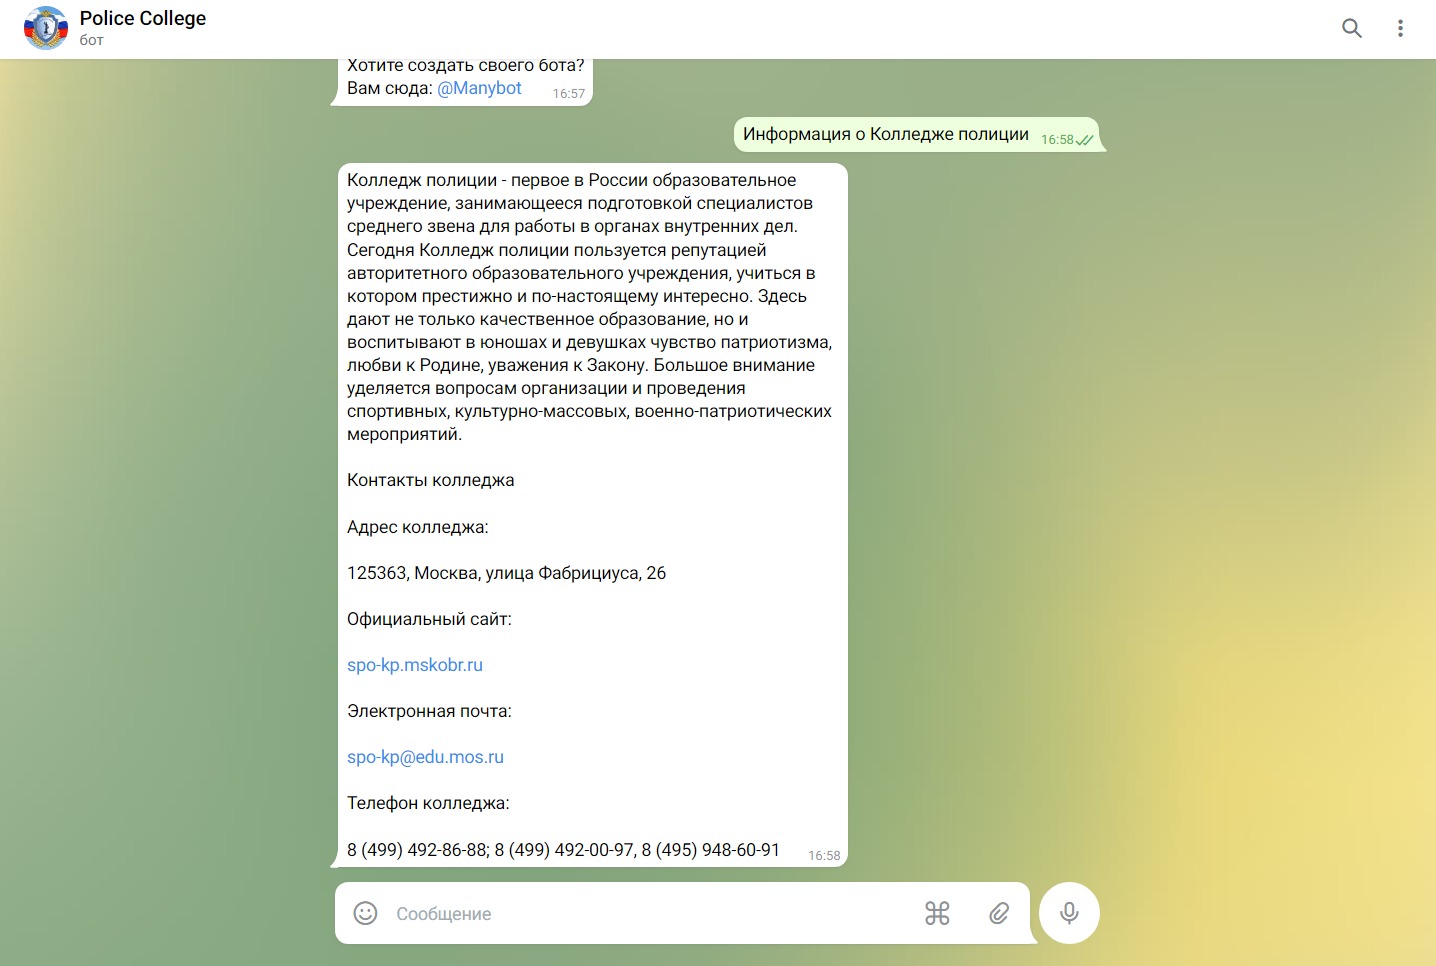 Police College
бот
Хотите создать своего бота?
Вам сюда: @Manybot 16:57
Информация о Колледже полиции 16:58
Колледж полиции - первое в России образовательное
учреждение, занимающееся подготовкой специалистов
среднего звена для работы в органах внутренних дел.
Сегодня Колледж полиции пользуется репутацией
авторитетного образовательного учреждения, учиться в
котором престижно и по-настоящему интересно. Здесь
дают не только качественное образование, но и
воспитывают в юношах и девушках чувство патриотизма,
любви к Родине, уважения к Закону. Большое внимание
уделяется вопросам организации и проведения
спортивных, культурно-массовых, военно-патриотических
мероприятий.
Контакты колледжа
Адрес колледжа:
125363, Москва, улица Фабрициуса, 26
Официальный сайт:
spo-kp.mskobr.ru
Электронная почта:
spo-kp@edu.mos.ru
Телефон колледжа:
8 (499) 492-86-88; 8 (499) 492-00-97, 8 (495) 948-60-91 16:58
Сообщение